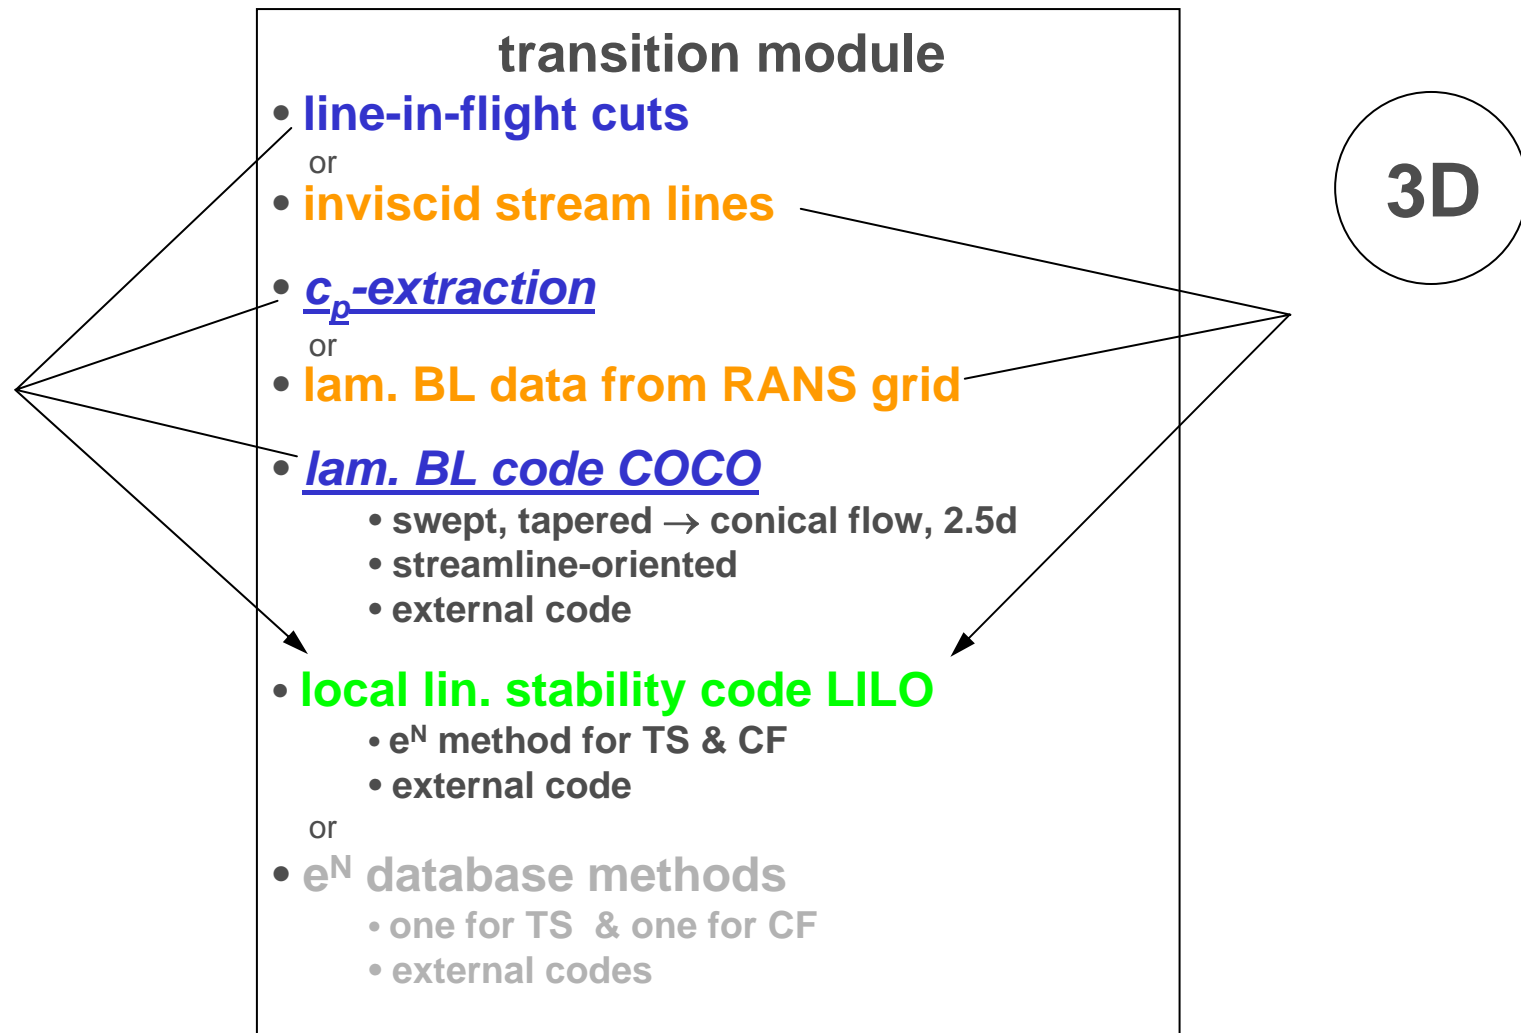 transition module
• line-in-flight cuts
or
• inviscid stream lines
• cp-extraction
or
• lam. BL data from RANS grid
• lam. BL code COCO
• swept, tapered → conical flow, 2.5d
• streamline-oriented
• external code
• local lin. stability code LILO
• eN method for TS & CF
• external code
or
• eN database methods
• one for TS & one for CF
• external codes
3D